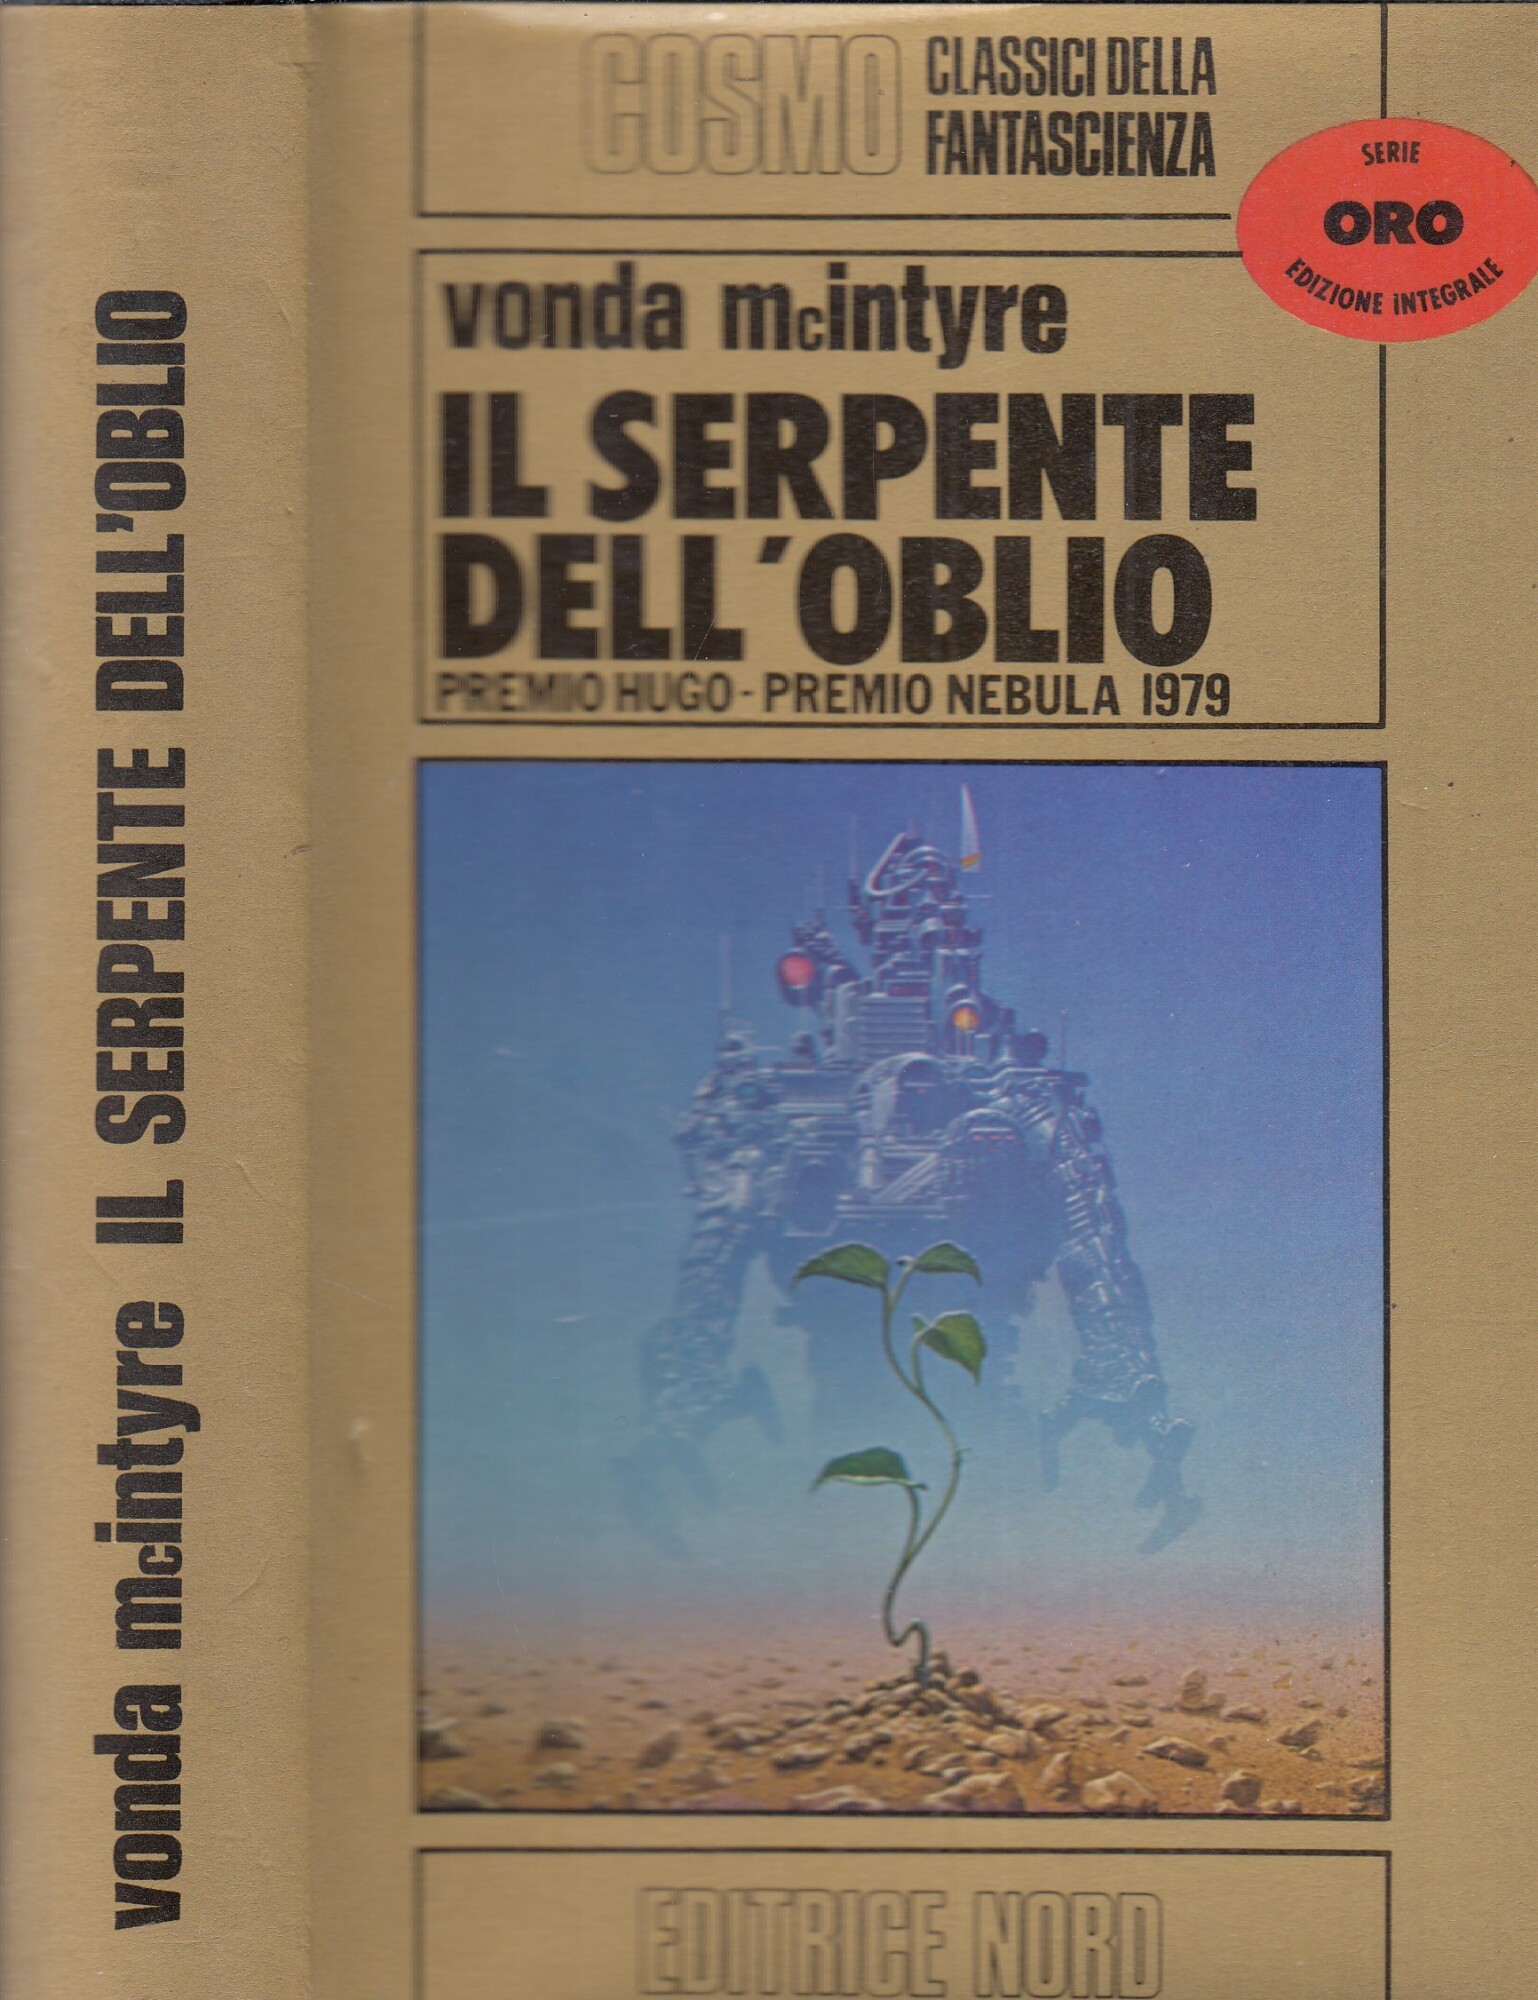 vonda mcintyre IL SERPENTE DELL'OBLIO
COSMO
CLASSICI DELLA
FANTASCIENZA
SERIE
ORO
EDIZIONE INTEGRALE
vonda mcintyre
IL SERPENTE
DELL'OBLIO
PREMIO HUGO - PREMIO NEBULA 1979
EDITRICE NORD